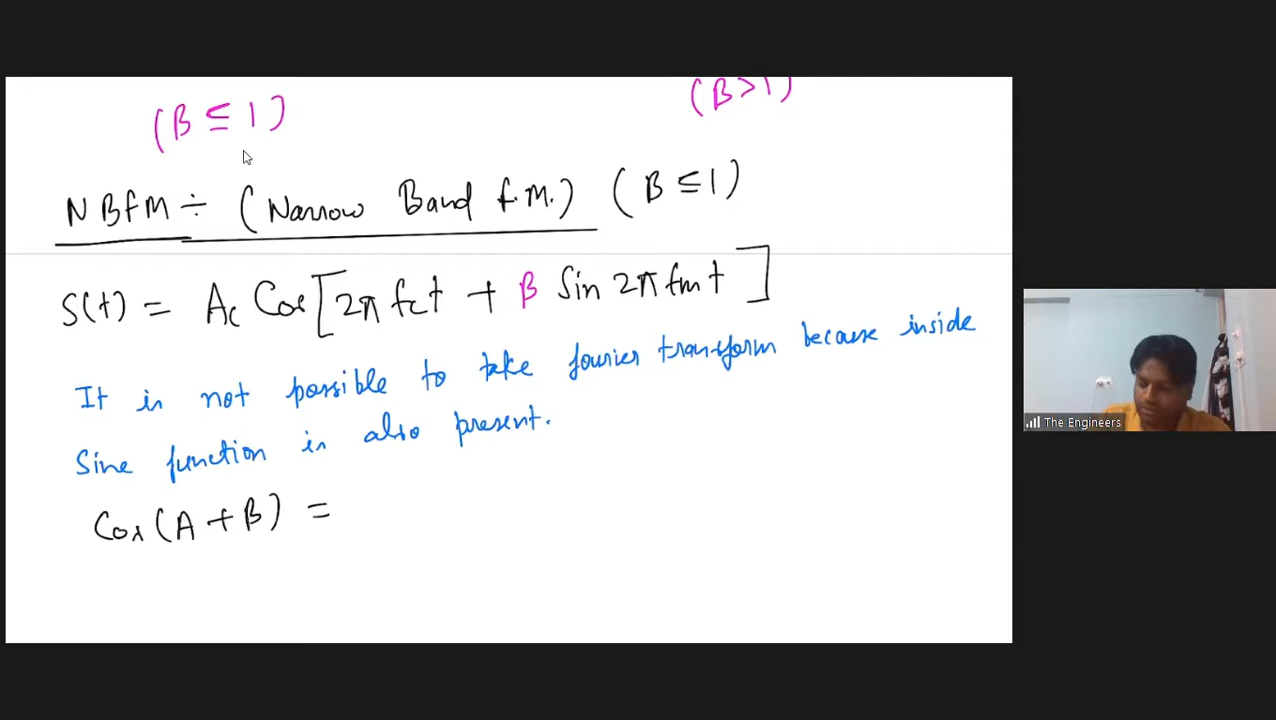 (β ≤ 1)
(β > 1)
NBFM ÷ (Narrow Band f.M.) (β ≤ 1)
S(t) = Ac Cos[2π fct + β Sin 2π fmt]
It is not possible to take fourier transform because inside
Sine function is also present.
Cos(A + B) =
The Engineers